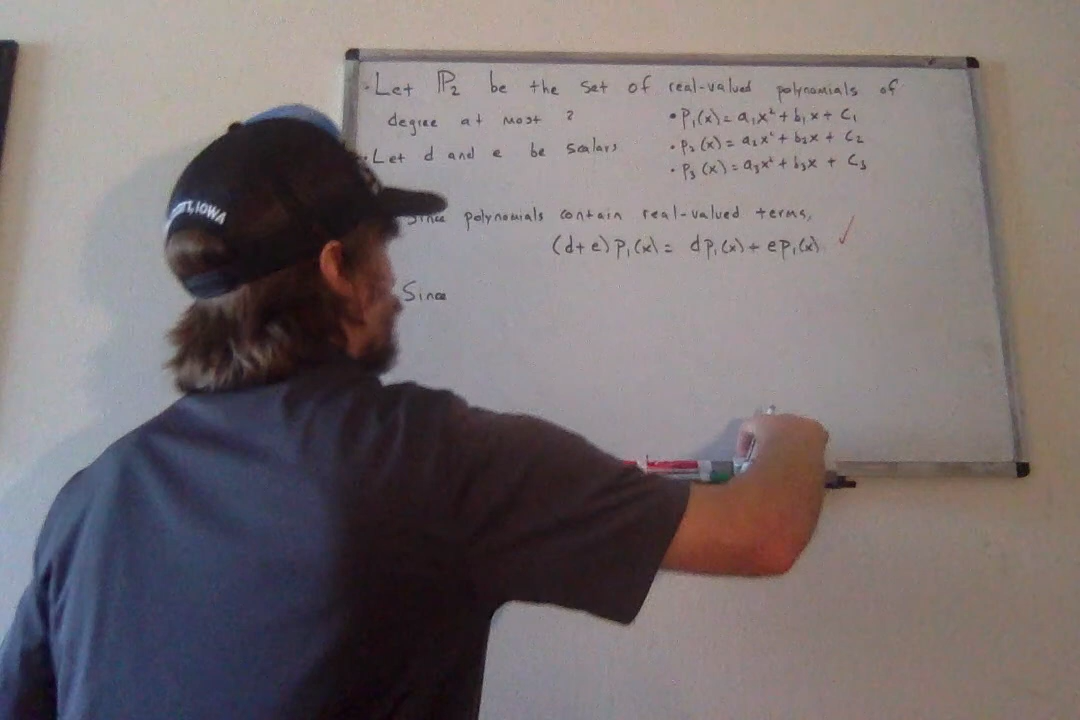 • Let ℙ₂ be the set of real-valued polynomials of
degree at most 2
• P₁(x) = a₁x² + b₁x + C₁
• P₂(x) = a₂x² + b₂x + C₂
• P₃(x) = a₃x² + b₃x + C₃
• Let d and e be scalars
Since polynomials contain real-valued terms,
(d+e)P₁(x) = dP₁(x) + eP₁(x) ✓
Since
IOWA